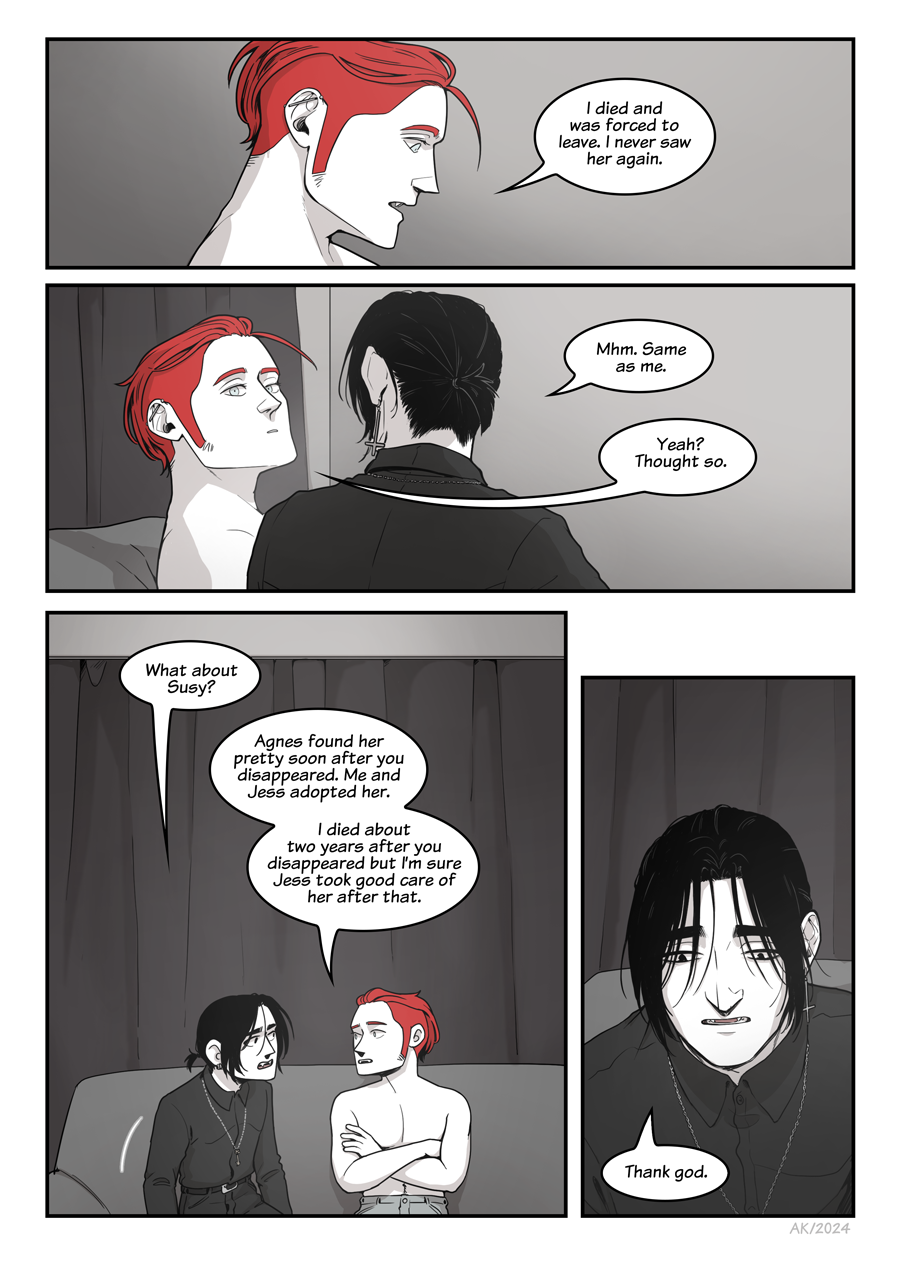 I died and
was forced to
leave. I never saw
her again.
Mhm. Same
as me.
Yeah?
Thought so.
What about
Susy?
Agnes found her
pretty soon after you
disappeared. Me and
Jess adopted her.
I died about
two years after you
disappeared but I'm sure
Jess took good care of
her after that.
Thank god.
AK/2024